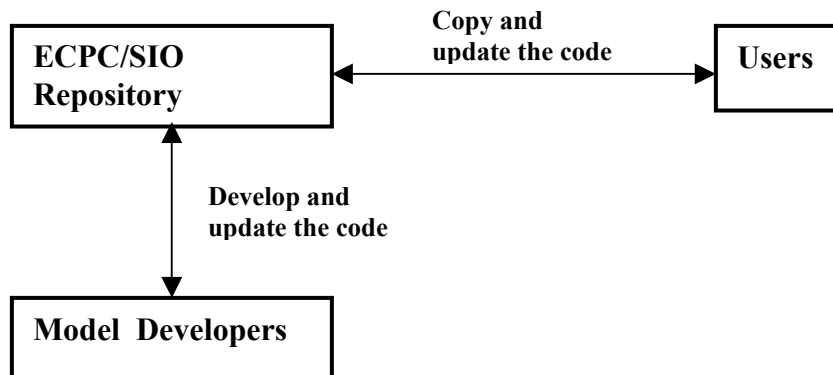 ECPC/SIO
Repository
Copy and
update the code
Users
Develop and
update the code
Model Developers